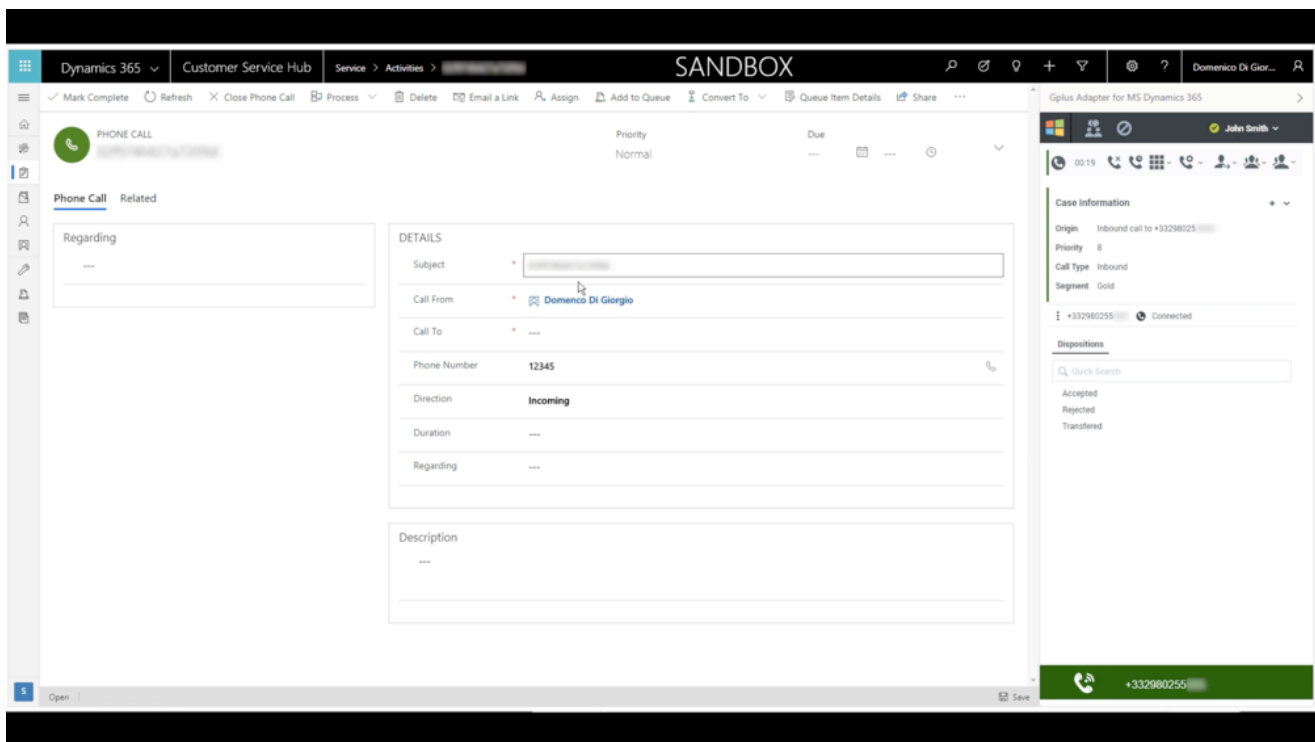 Dynamics 365
Customer Service Hub
Service > Activities >
SANDBOX
?
Domenico Di Gior...
Mark Complete
Refresh
Close Phone Call
Process
Delete
Email a Link
Assign
Add to Queue
Convert To
Queue Item Details
Share
...
PHONE CALL
Priority
Normal
Due
---
---
Phone Call
Related
Regarding
---
DETAILS
Subject *
Call From * Domenco Di Giorgio
Call To * ---
Phone Number 12345
Direction Incoming
Duration ---
Regarding ---
Description
---
S
Open
Save
Gplus Adapter for MS Dynamics 365 >
John Smith
00:19
Case Information
Origin Inbound call to +33298025
Priority 8
Call Type Inbound
Segment Gold
+332980255 Connected
Dispositions
Quick Search
Accepted
Rejected
Transfered
+332980255